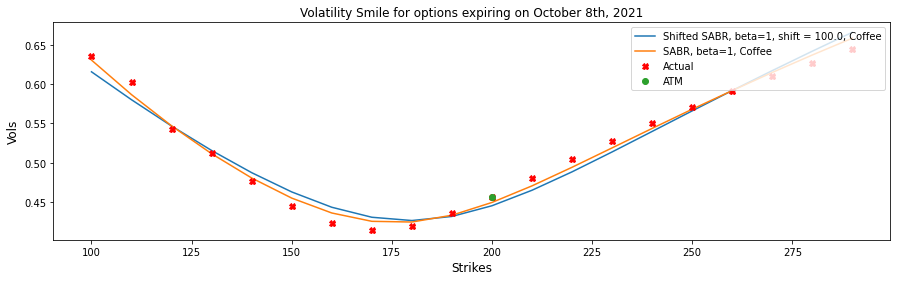 Volatility Smile for options expiring on October 8th, 2021
Shifted SABR, beta=1, shift = 100.0, Coffee
SABR, beta=1, Coffee
Actual
ATM
Vols
0.65
0.60
0.55
0.50
0.45
100
125
150
175
200
225
250
275
Strikes